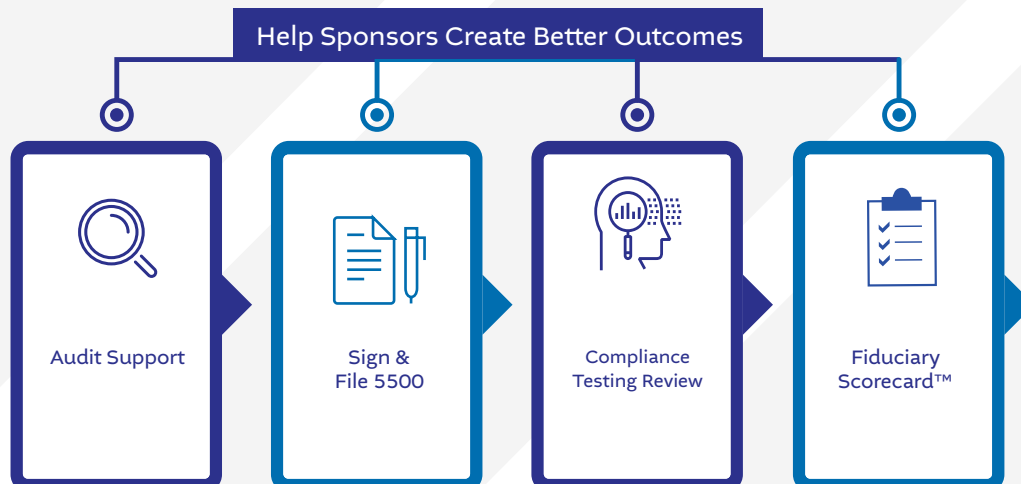 Help Sponsors Create Better Outcomes
Audit Support
Sign &
File 5500
Compliance
Testing Review
Fiduciary
Scorecard™